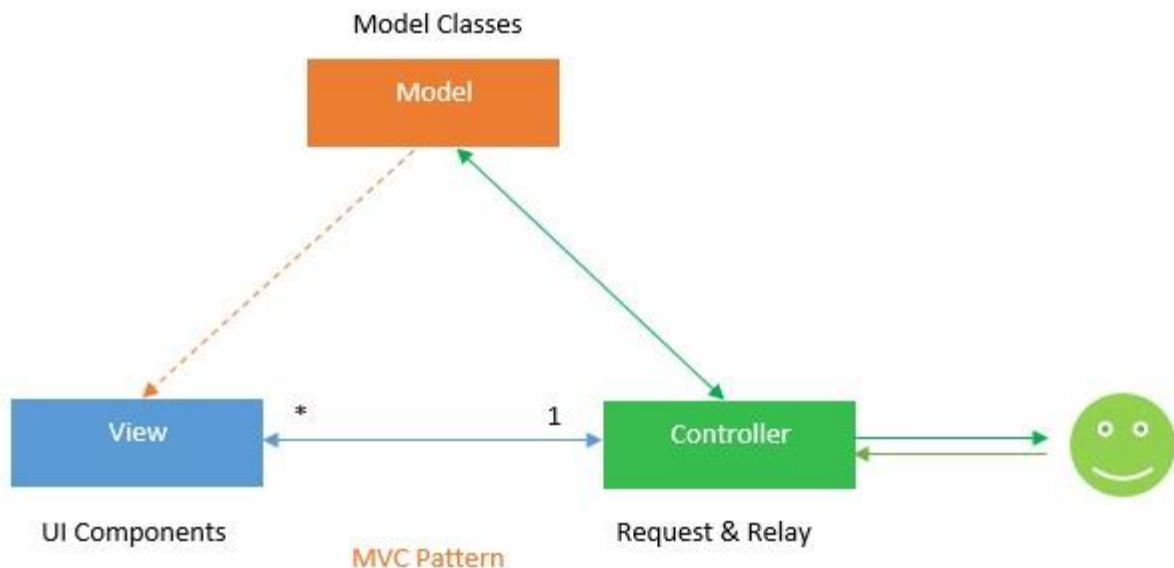 Model Classes
Model
View
*
1
Controller
UI Components
Request & Relay
MVC Pattern